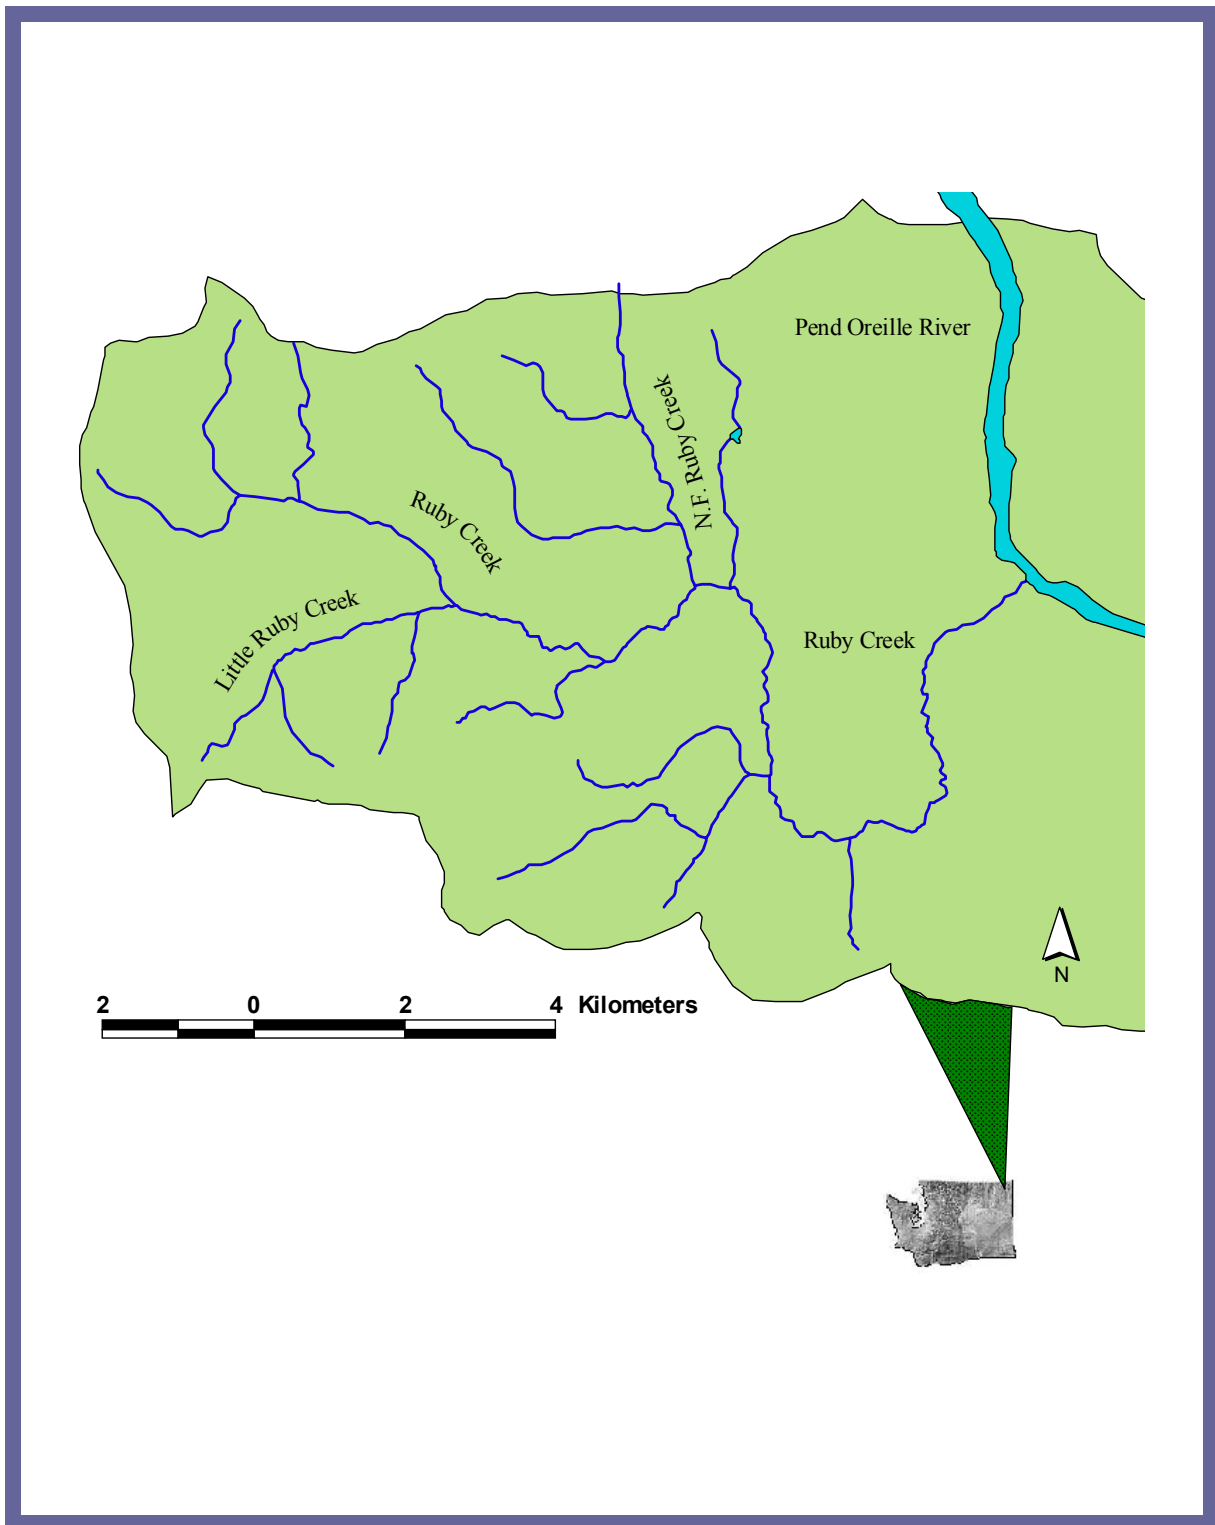 Pend Oreille River
N.F. Ruby Creek
Ruby Creek
Little Ruby Creek
Ruby Creek
N
2 0 2 4 Kilometers